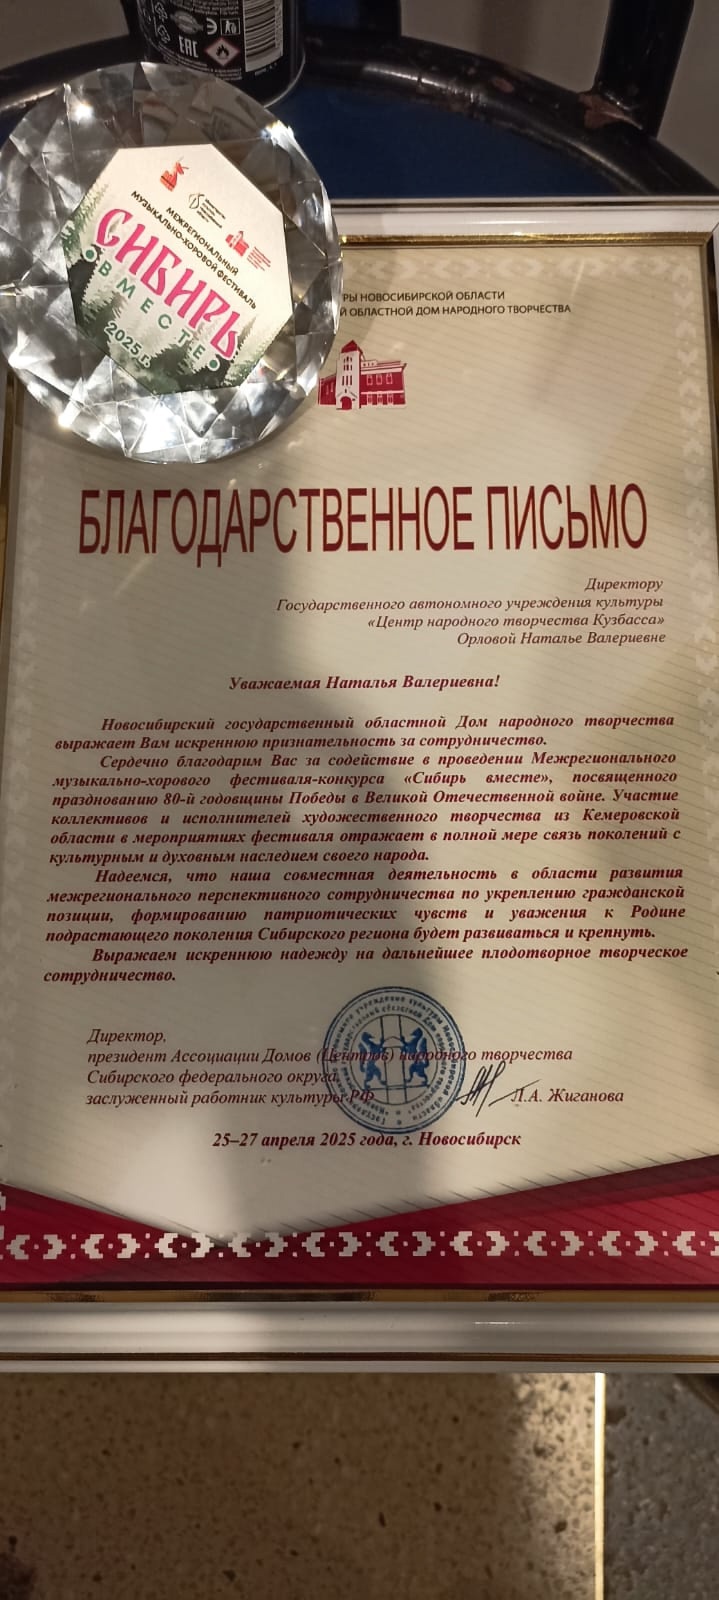 EAC
МЕЖРЕГИОНАЛЬНЫЙ
МУЗЫКАЛЬНО-ХОРОВОЙ ФЕСТИВАЛЬ
СИБИРЬ
ВМЕСТЕ
2025 г.
РЫ НОВОСИБИРСКОЙ ОБЛАСТИ
Й ОБЛАСТНОЙ ДОМ НАРОДНОГО ТВОРЧЕСТВА
БЛАГОДАРСТВЕННОЕ ПИСЬМО
Директору
Государственного автономного учреждения культуры
«Центр народного творчества Кузбасса»
Орловой Наталье Валериевне
Уважаемая Наталья Валериевна!
Новосибирский государственный областной Дом народного творчества
выражает Вам искреннюю признательность за сотрудничество.
Сердечно благодарим Вас за содействие в проведении Межрегионального
музыкально-хорового фестиваля-конкурса «Сибирь вместе», посвященного
празднованию 80-й годовщины Победы в Великой Отечественной войне. Участие
коллективов и исполнителей художественного творчества из Кемеровской
области в мероприятиях фестиваля отражает в полной мере связь поколений с
культурным и духовным наследием своего народа.
Надеемся, что наша совместная деятельность в области развития
межрегионального перспективного сотрудничества по укреплению гражданской
позиции, формированию патриотических чувств и уважения к Родине
подрастающего поколения Сибирского региона будет развиваться и крепнуть.
Выражаем искреннюю надежду на дальнейшее плодотворное творческое
сотрудничество.
Директор,
президент Ассоциации Домов (Центров) народного творчества
Сибирского федерального округа,
заслуженный работник культуры РФ
Л.А. Жиганова
25–27 апреля 2025 года, г. Новосибирск